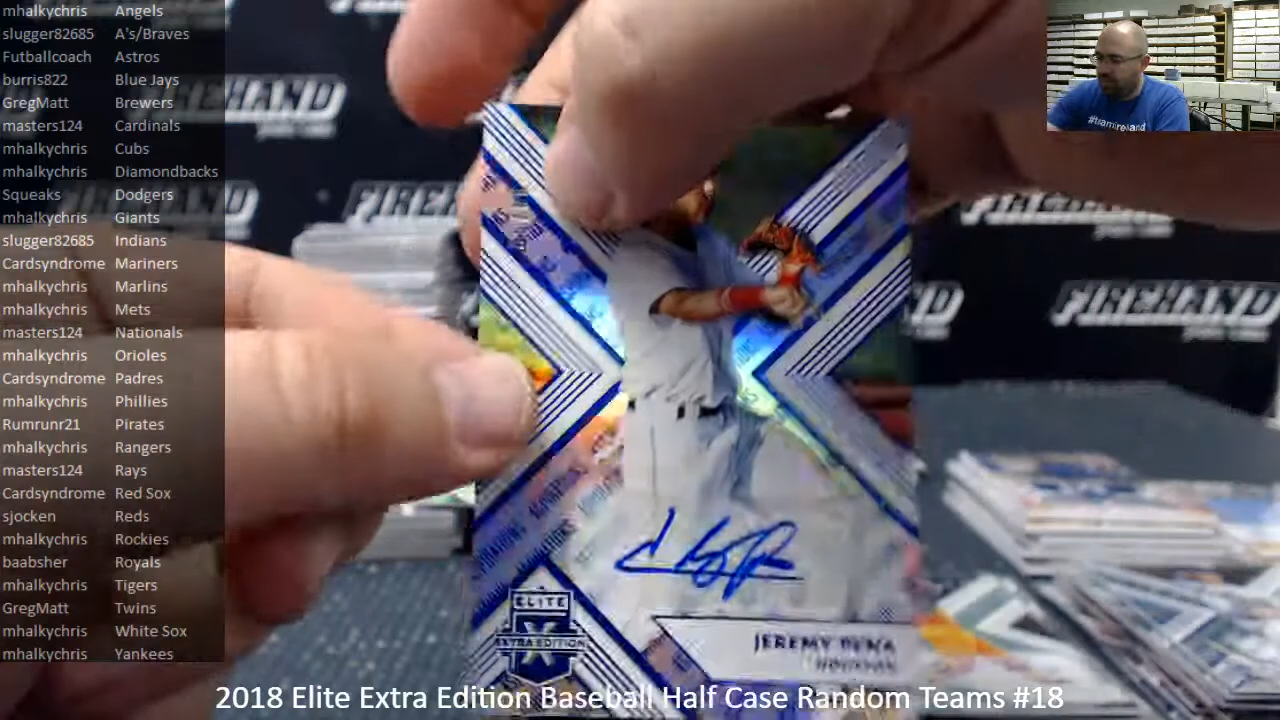 mhalkychris Angels
slugger82685 A's/Braves
Futballcoach Astros
burris822 Blue Jays
GregMatt Brewers
masters124 Cardinals
mhalkychris Cubs
mhalkychris Diamondbacks
Squeaks Dodgers
mhalkychris Giants
slugger82685 Indians
Cardsyndrome Mariners
mhalkychris Marlins
mhalkychris Mets
masters124 Nationals
mhalkychris Orioles
Cardsyndrome Padres
mhalkychris Phillies
Rumrunr21 Pirates
mhalkychris Rangers
masters124 Rays
Cardsyndrome Red Sox
sjocken Reds
mhalkychris Rockies
baabsher Royals
mhalkychris Tigers
GregMatt Twins
mhalkychris White Sox
mhalkychris Yankees
#teamireland
FIREHAND
FIREHAND
FIREHAND
ELITE
EXTRA EDITION
JEREMY PENA
HOUSTON
2018 Elite Extra Edition Baseball Half Case Random Teams #18